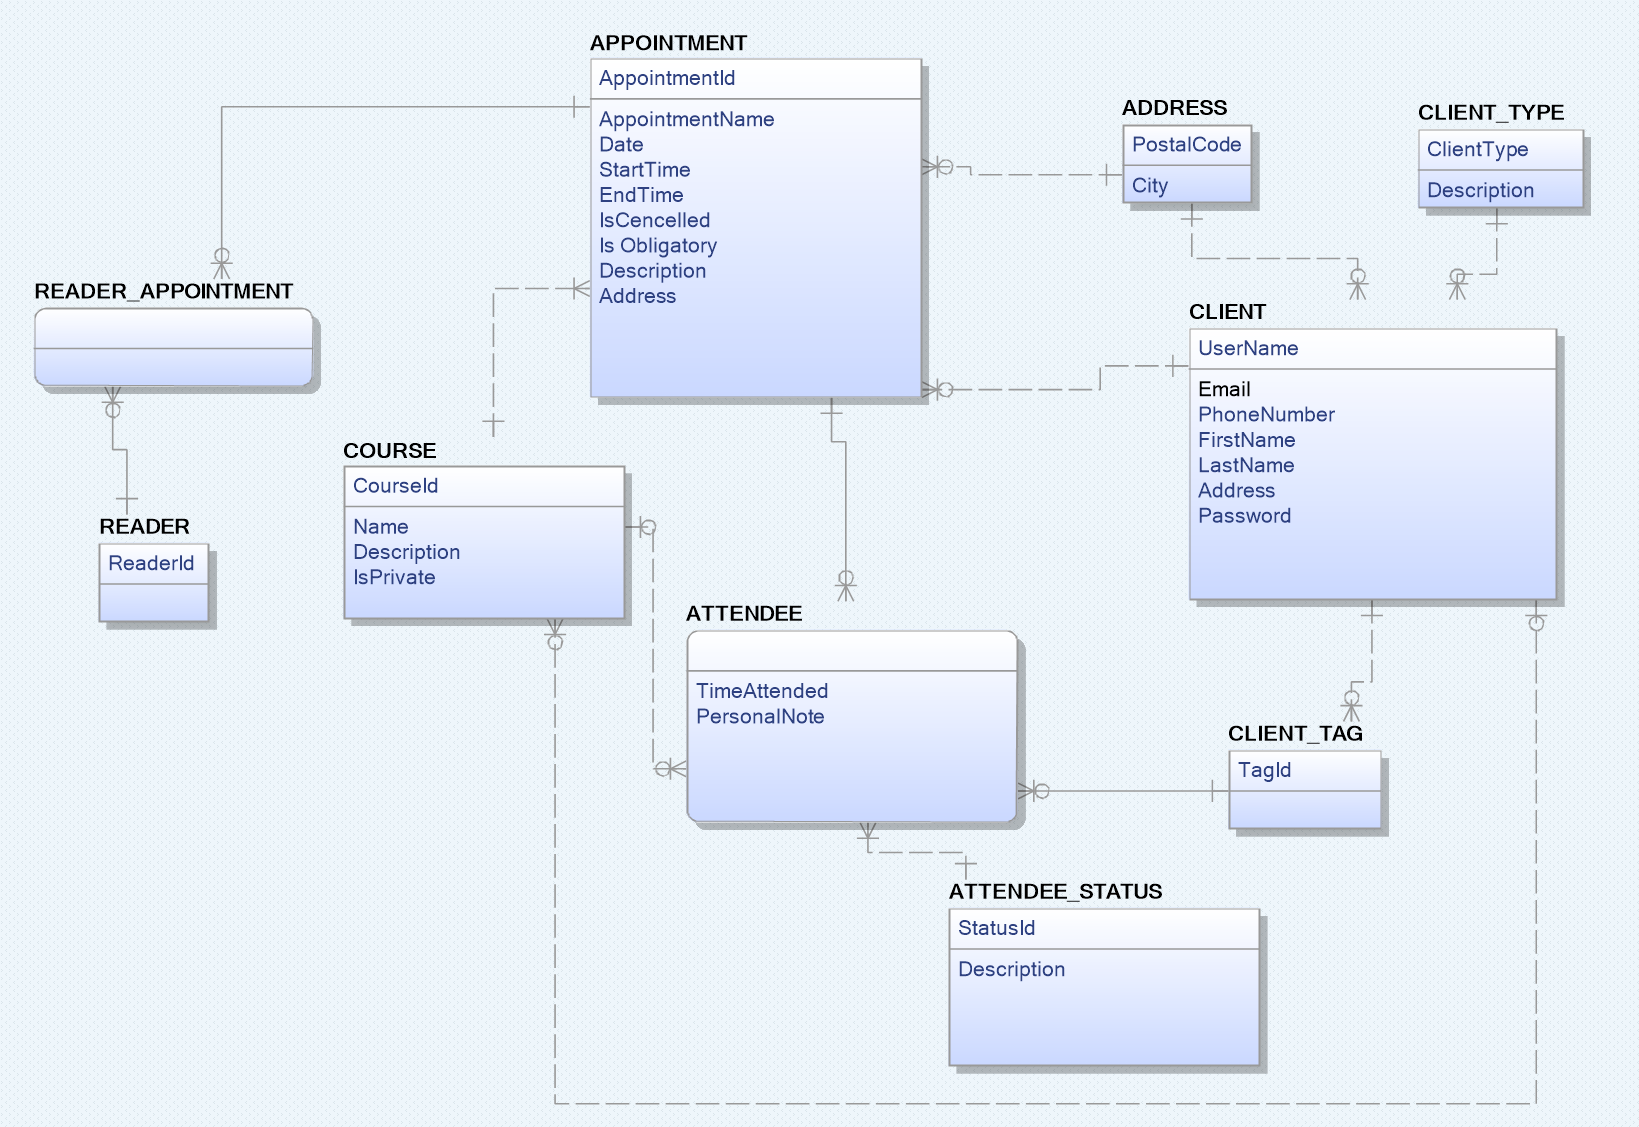 APPOINTMENT
AppointmentId
AppointmentName
Date
StartTime
EndTime
IsCencelled
Is Obligatory
Description
Address
ADDRESS
PostalCode
City
CLIENT_TYPE
ClientType
Description
READER_APPOINTMENT
CLIENT
UserName
Email
PhoneNumber
FirstName
LastName
Address
Password
COURSE
CourseId
Name
Description
IsPrivate
READER
ReaderId
ATTENDEE
TimeAttended
PersonalNote
CLIENT_TAG
TagId
ATTENDEE_STATUS
StatusId
Description